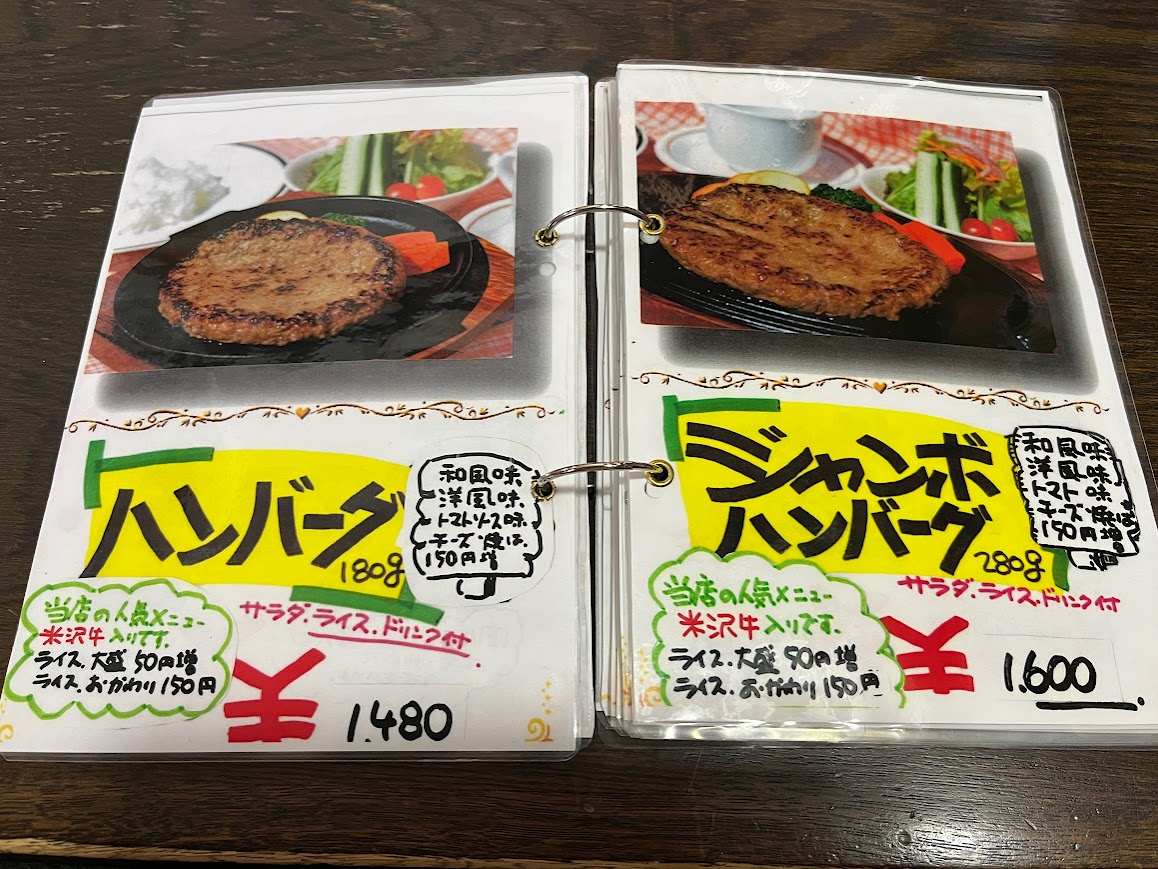 ハンバーグ
180g
和風味
洋風味
トマトソース味
チーズ焼は、
150円増
当店の人気メニュー
米沢牛入りです。
ライス、大盛50円増
ライス、おかわり150円
サラダ、ライス、ドリンク付
1.480
ジャンボ
ハンバーグ
280g
和風味
洋風味
トマト味
チーズ焼は
150円増。
サラダ、ライス、ドリンク付
当店の人気メニュー
米沢牛入りです。
ライス、大盛50円増
ライス、おかわり150円
1.600